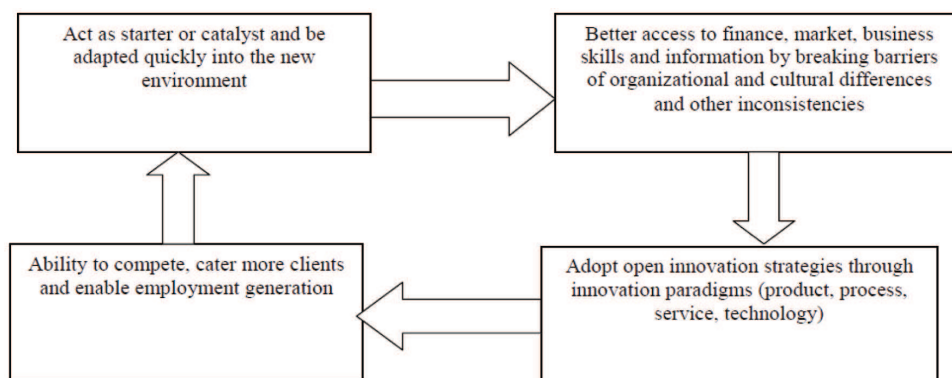 Act as starter or catalyst and be
adapted quickly into the new
environment
Better access to finance, market, business
skills and information by breaking barriers
of organizational and cultural differences
and other inconsistencies
Ability to compete, cater more clients
and enable employment generation
Adopt open innovation strategies through
innovation paradigms (product, process,
service, technology)